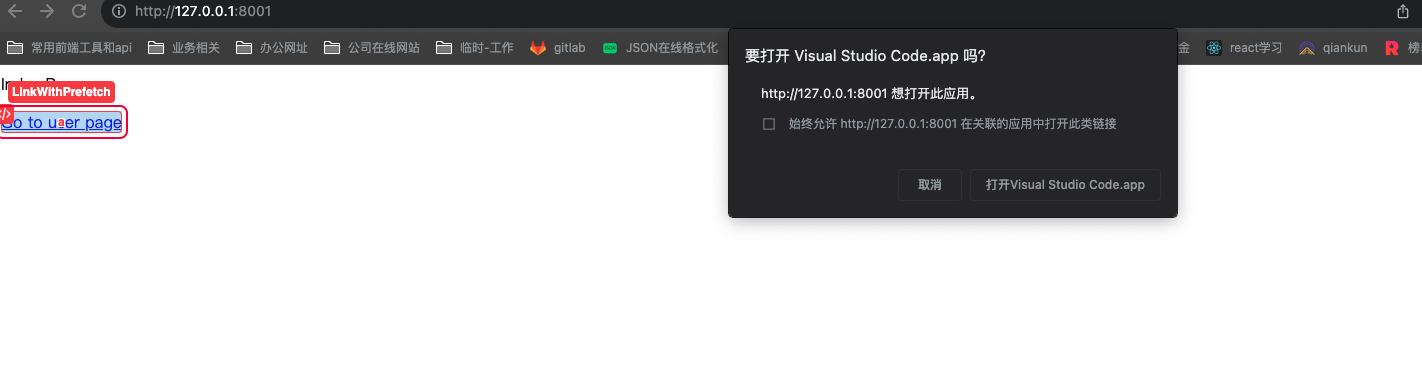 http://127.0.0.1:8001
常用前端工具和api 业务相关 办公网址 公司在线网站 临时-工作 gitlab JSON在线格式化 金 react学习 qiankun 榜
要打开 Visual Studio Code.app 吗?
http://127.0.0.1:8001 想打开此应用。
始终允许 http://127.0.0.1:8001 在关联的应用中打开此类链接
取消 打开Visual Studio Code.app
LinkWithPrefetch
Go to user page